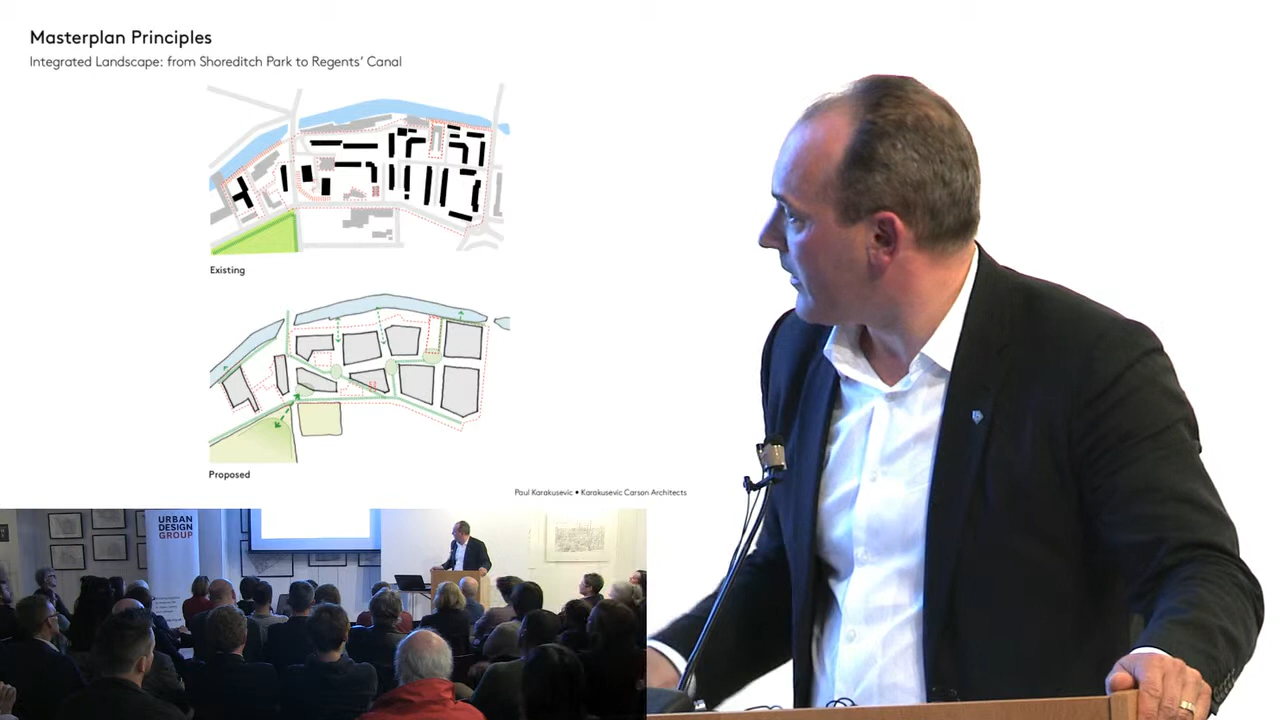 Masterplan Principles
Integrated Landscape: from Shoreditch Park to Regents' Canal
Existing
Proposed
Paul Karakusevic • Karakusevic Carson Architects
URBAN
DESIGN
GROUP